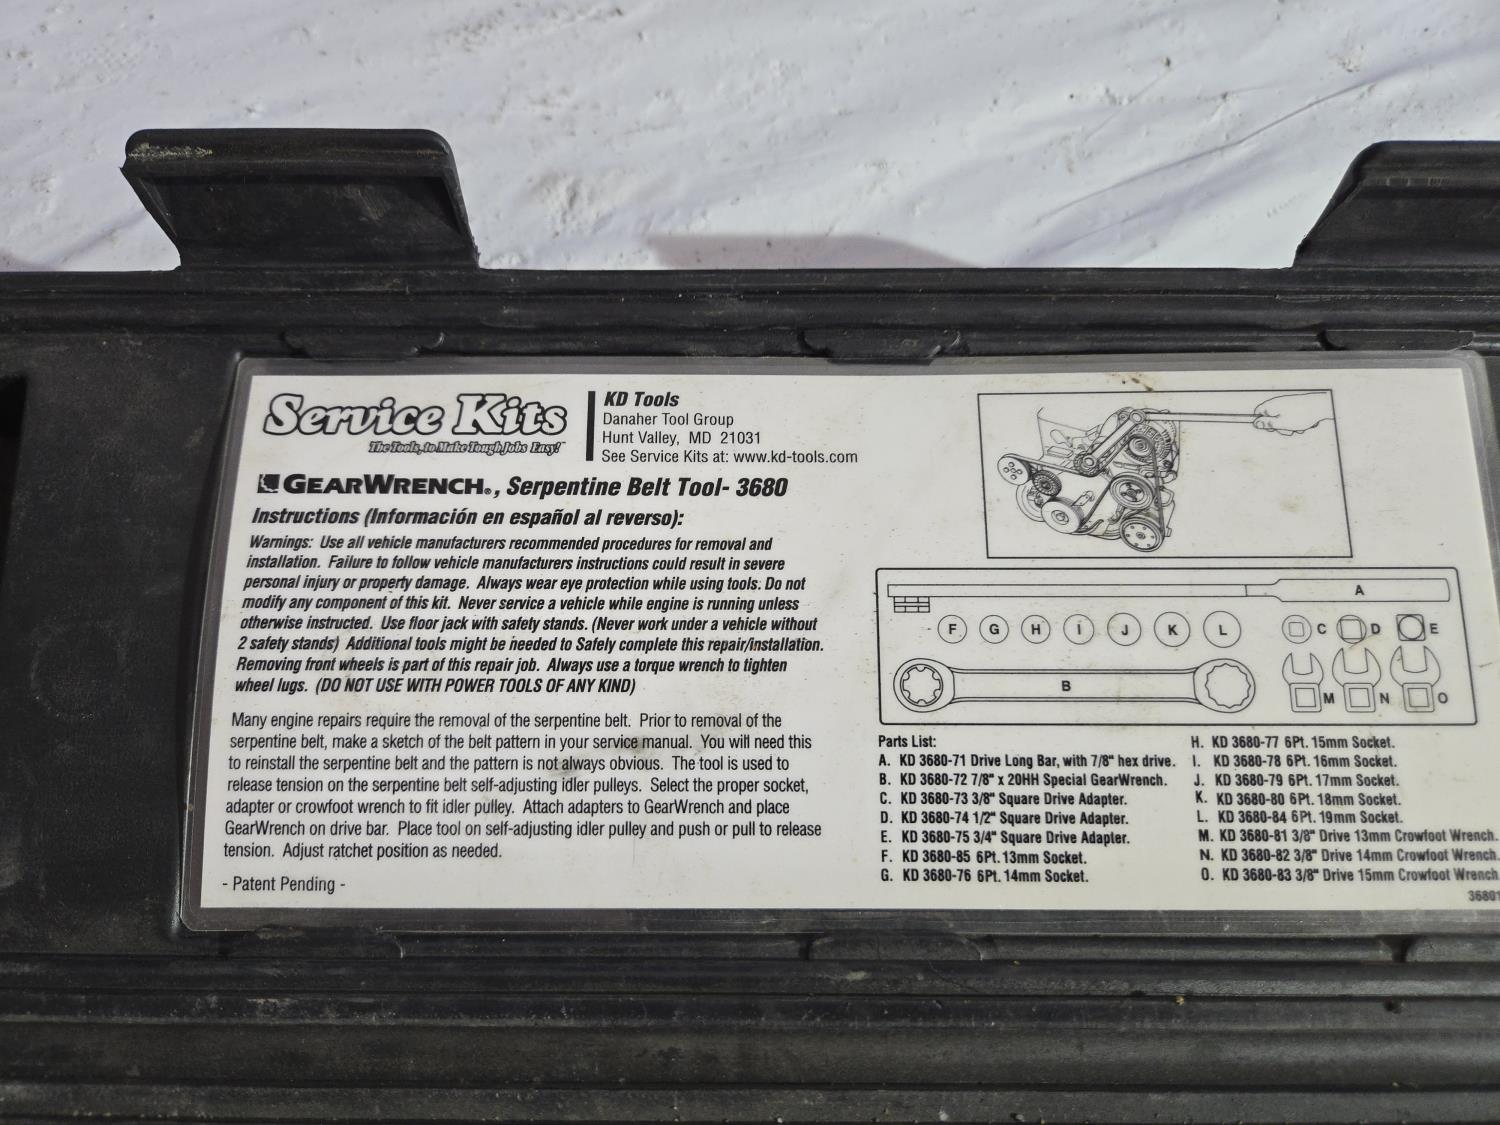 Service Kits
The Tools, to Make Tough Jobs Easy!
KD Tools
Danaher Tool Group
Hunt Valley, MD 21031
See Service Kits at: www.kd-tools.com
GEARWRENCH®, Serpentine Belt Tool- 3680
Instructions (Información en español al reverso):
Warnings: Use all vehicle manufacturers recommended procedures for removal and
installation. Failure to follow vehicle manufacturers instructions could result in severe
personal injury or property damage. Always wear eye protection while using tools. Do not
modify any component of this kit. Never service a vehicle while engine is running unless
otherwise instructed. Use floor jack with safety stands. (Never work under a vehicle without
2 safety stands) Additional tools might be needed to Safely complete this repair/installation.
Removing front wheels is part of this repair job. Always use a torque wrench to tighten
wheel lugs. (DO NOT USE WITH POWER TOOLS OF ANY KIND)
Many engine repairs require the removal of the serpentine belt. Prior to removal of the
serpentine belt, make a sketch of the belt pattern in your service manual. You will need this
to reinstall the serpentine belt and the pattern is not always obvious. The tool is used to
release tension on the serpentine belt self-adjusting idler pulleys. Select the proper socket,
adapter or crowfoot wrench to fit idler pulley. Attach adapters to GearWrench and place
GearWrench on drive bar. Place tool on self-adjusting idler pulley and push or pull to release
tension. Adjust ratchet position as needed.
- Patent Pending -
A
F G H I J K L C D E
B M N O
Parts List:
A. KD 3680-71 Drive Long Bar, with 7/8" hex drive.
B. KD 3680-72 7/8" x 20HH Special GearWrench.
C. KD 3680-73 3/8" Square Drive Adapter.
D. KD 3680-74 1/2" Square Drive Adapter.
E. KD 3680-75 3/4" Square Drive Adapter.
F. KD 3680-85 6Pt. 13mm Socket.
G. KD 3680-76 6Pt. 14mm Socket.
H. KD 3680-77 6Pt. 15mm Socket.
I. KD 3680-78 6Pt. 16mm Socket.
J. KD 3680-79 6Pt. 17mm Socket.
K. KD 3680-80 6Pt. 18mm Socket.
L. KD 3680-84 6Pt. 19mm Socket.
M. KD 3680-81 3/8" Drive 13mm Crowfoot Wrench.
N. KD 3680-82 3/8" Drive 14mm Crowfoot Wrench.
O. KD 3680-83 3/8" Drive 15mm Crowfoot Wrench
36801